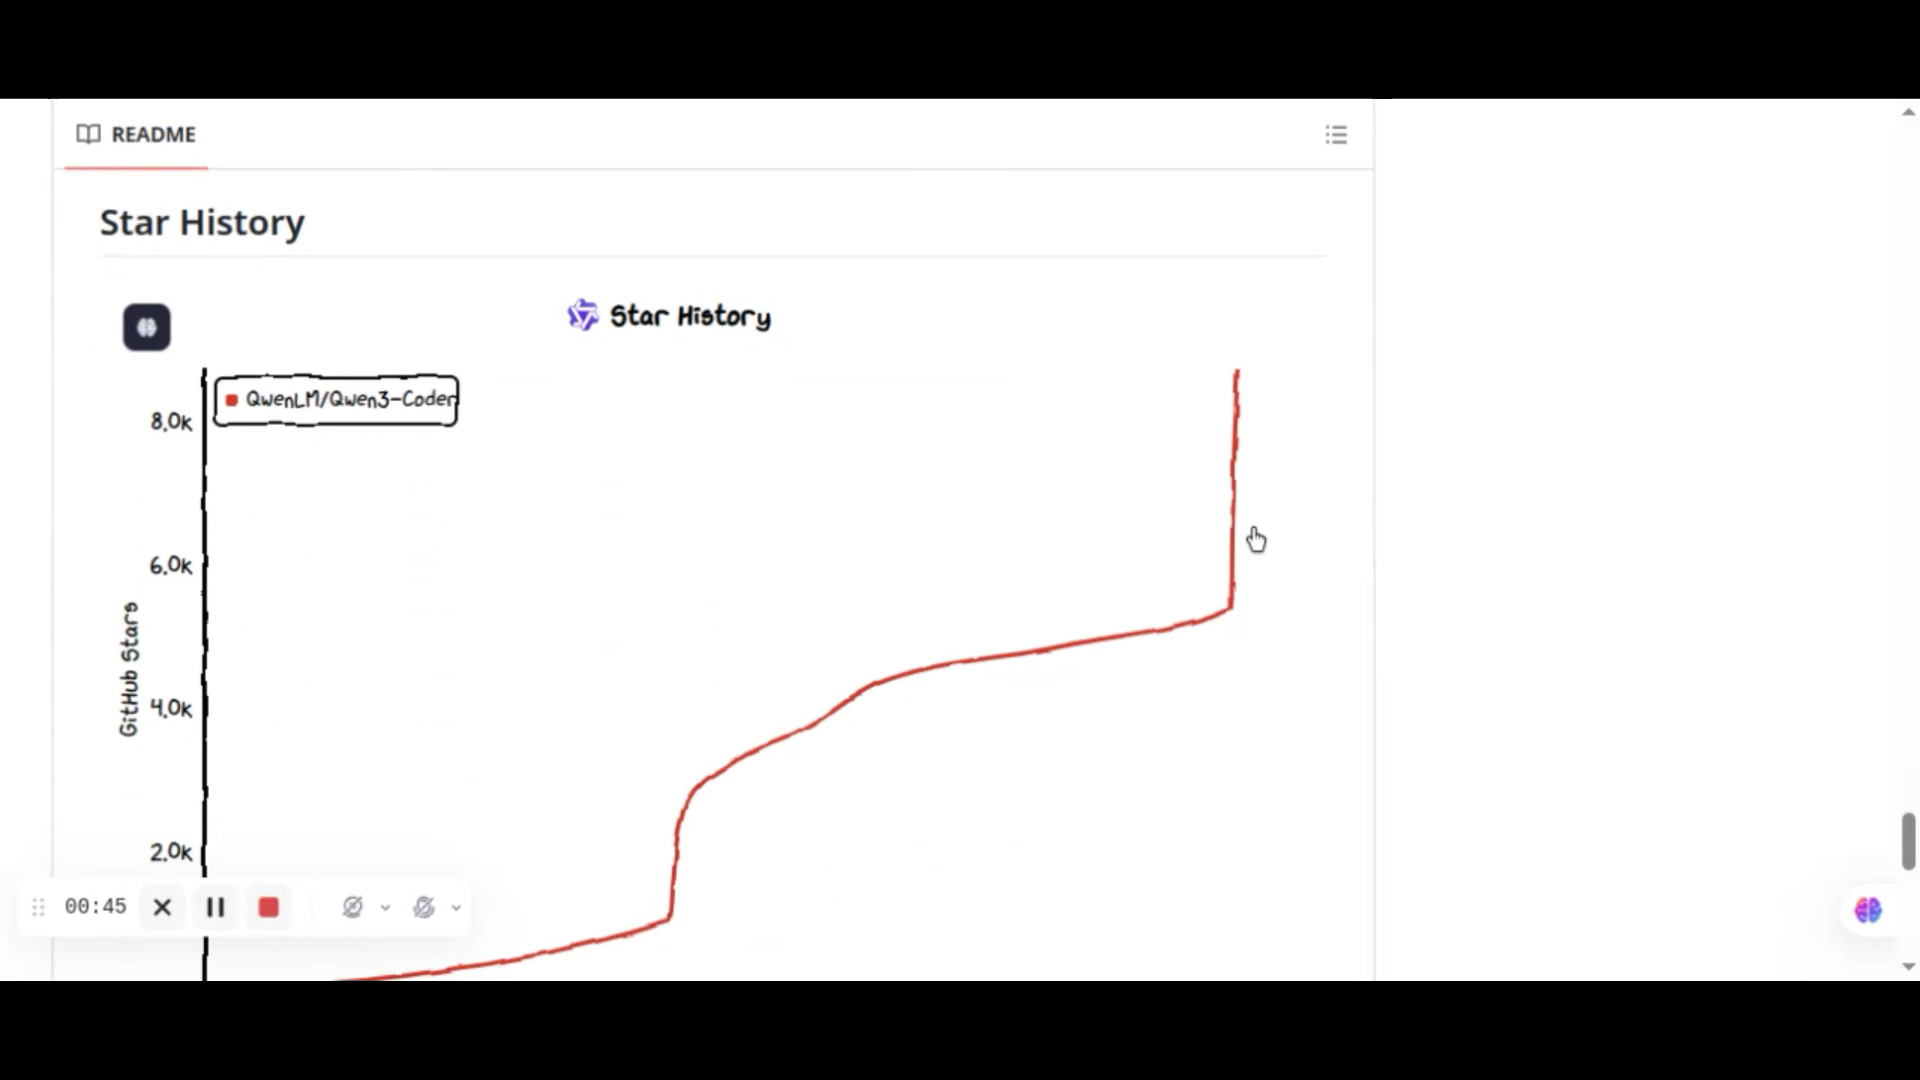 README
Star History
Star History
QwenLM/Qwen3-Coder
8.0k
6.0k
GitHub Stars
4.0k
2.0k
00:45